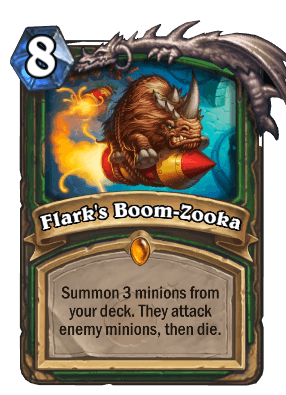 8
Flark's Boom-Zooka
Summon 3 minions from
your deck. They attack
enemy minions, then die.